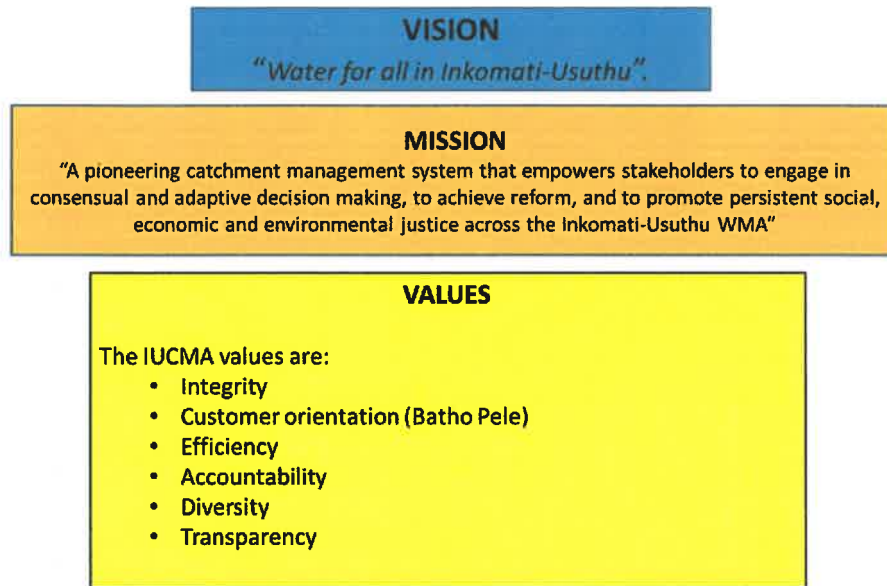 VISION
“Water for all in Inkomati-Usuthu”.
MISSION
“A pioneering catchment management system that empowers stakeholders to engage in
consensual and adaptive decision making, to achieve reform, and to promote persistent social,
economic and environmental justice across the Inkomati-Usuthu WMA”
VALUES
The IUCMA values are:
• Integrity
• Customer orientation (Batho Pele)
• Efficiency
• Accountability
• Diversity
• Transparency